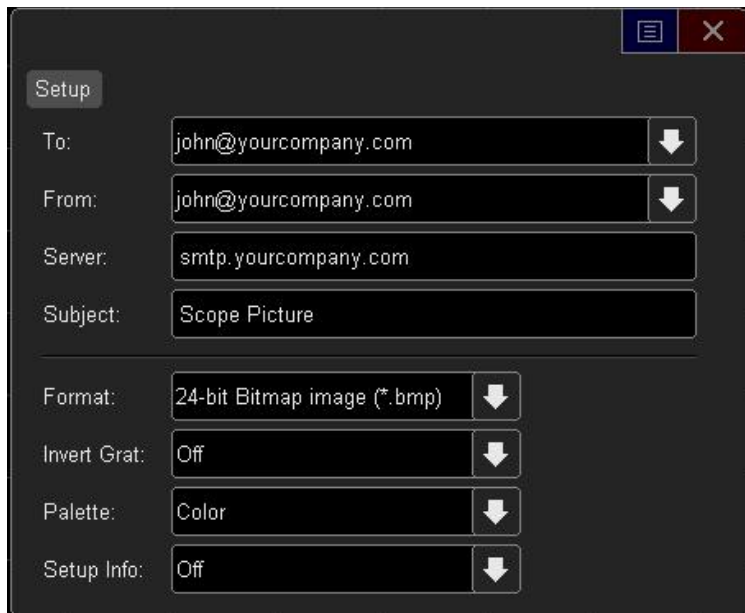 Setup
To: john@yourcompany.com
From: john@yourcompany.com
Server: smtp.yourcompany.com
Subject: Scope Picture
Format: 24-bit Bitmap image (*.bmp)
Invert Grat: Off
Palette: Color
Setup Info: Off